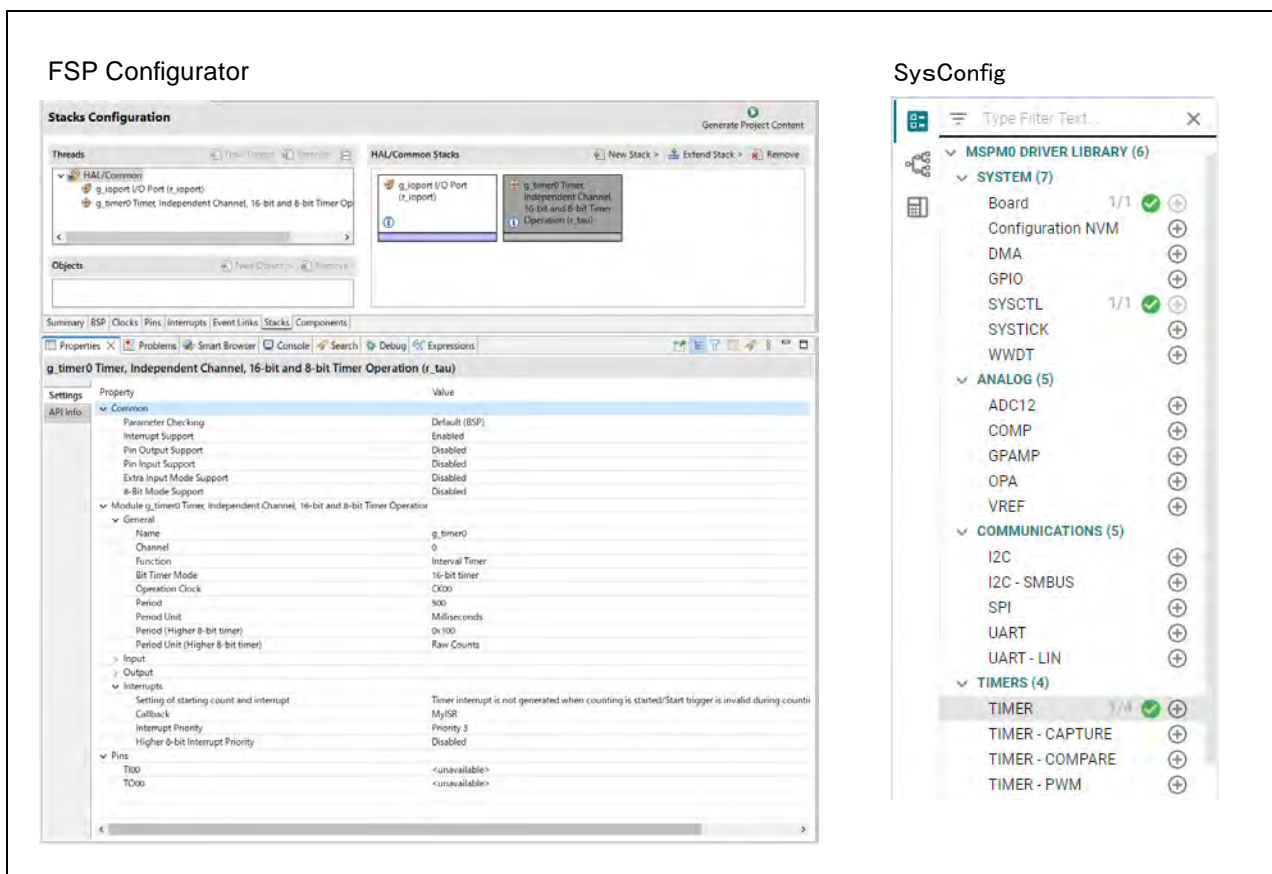 FSP Configurator
Stacks Configuration
Generate Project Content
Threads
HAL/Common
g_ioport I/O Port (r_ioport)
g_timer0 Timer, Independent Channel, 16-bit and 8-bit Timer Op
HAL/Common Stacks
New Stack > Extend Stack > Remove
g_ioport I/O Port
(r_ioport)
g_timer0 Timer,
Independent Channel,
16-bit and 8-bit Timer
Operation (r_tau)
Objects
New Object > Remove
Summary BSP Clocks Pins Interrupts Event Links Stacks Components
Properties Problems Smart Browser Console Search Debug Expressions
g_timer0 Timer, Independent Channel, 16-bit and 8-bit Timer Operation (r_tau)
Settings
API Info
Property Value
Common
Parameter Checking Default (BSP)
Interrupt Support Enabled
Pin Output Support Disabled
Pin Input Support Disabled
Extra Input Mode Support Disabled
8-Bit Mode Support Disabled
Module g_timer0 Timer, Independent Channel, 16-bit and 8-bit Timer Operation
General
Name g_timer0
Channel 0
Function Interval Timer
Bit Timer Mode 16-bit timer
Operation Clock CK00
Period 500
Period Unit Milliseconds
Period (Higher 8-bit timer) 0x100
Period Unit (Higher 8-bit timer) Raw Counts
Input
Output
Interrupts
Setting of starting count and interrupt Timer interrupt is not generated when counting is started/Start trigger is invalid during counti
Callback MyISR
Interrupt Priority Priority 3
Higher 8-bit Interrupt Priority Disabled
Pins
TI00 <unavailable>
TO00 <unavailable>
SysConfig
Type Filter Text...
MSPM0 DRIVER LIBRARY (6)
SYSTEM (7)
Board 1/1
Configuration NVM
DMA
GPIO
SYSCTL 1/1
SYSTICK
WWDT
ANALOG (5)
ADC12
COMP
GPAMP
OPA
VREF
COMMUNICATIONS (5)
I2C
I2C - SMBUS
SPI
UART
UART - LIN
TIMERS (4)
TIMER 1/4
TIMER - CAPTURE
TIMER - COMPARE
TIMER - PWM